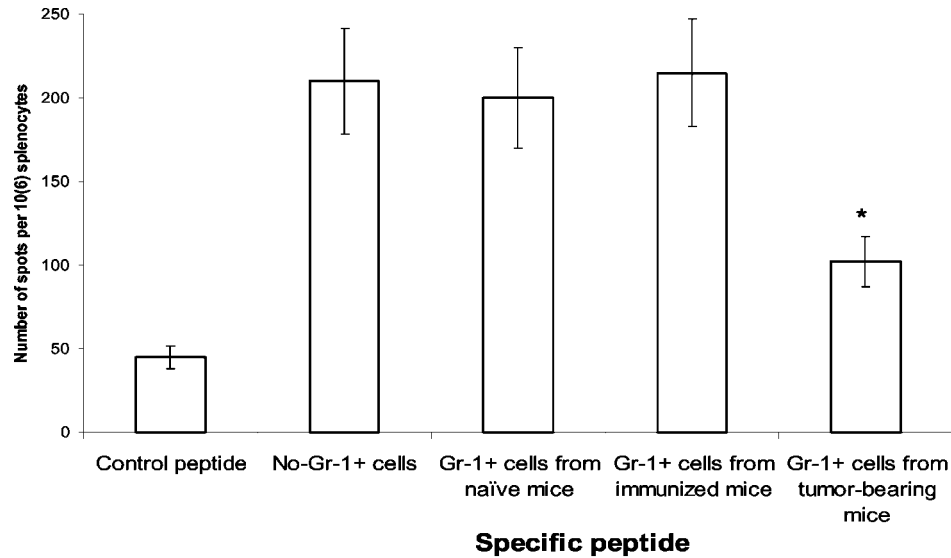 Number of spots per 10(6) splenocytes
250
200
150
100
50
0
*
Control peptide
No-Gr-1+ cells
Gr-1+ cells from
naïve mice
Gr-1+ cells from
immunized mice
Gr-1+ cells from
tumor-bearing
mice
Specific peptide